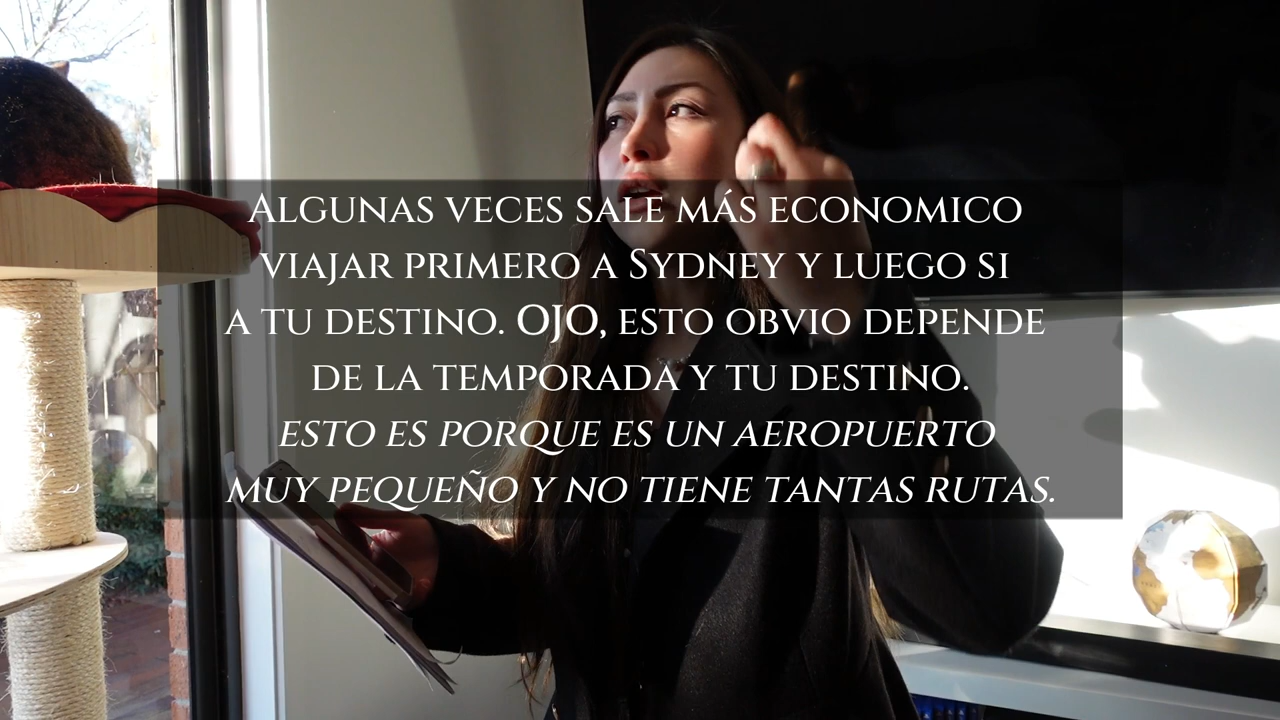 Algunas veces sale más economico
viajar primero a Sydney y luego si
a tu destino. OJO, esto obvio depende
de la temporada y tu destino.
esto es porque es un aeropuerto
muy pequeño y no tiene tantas rutas.